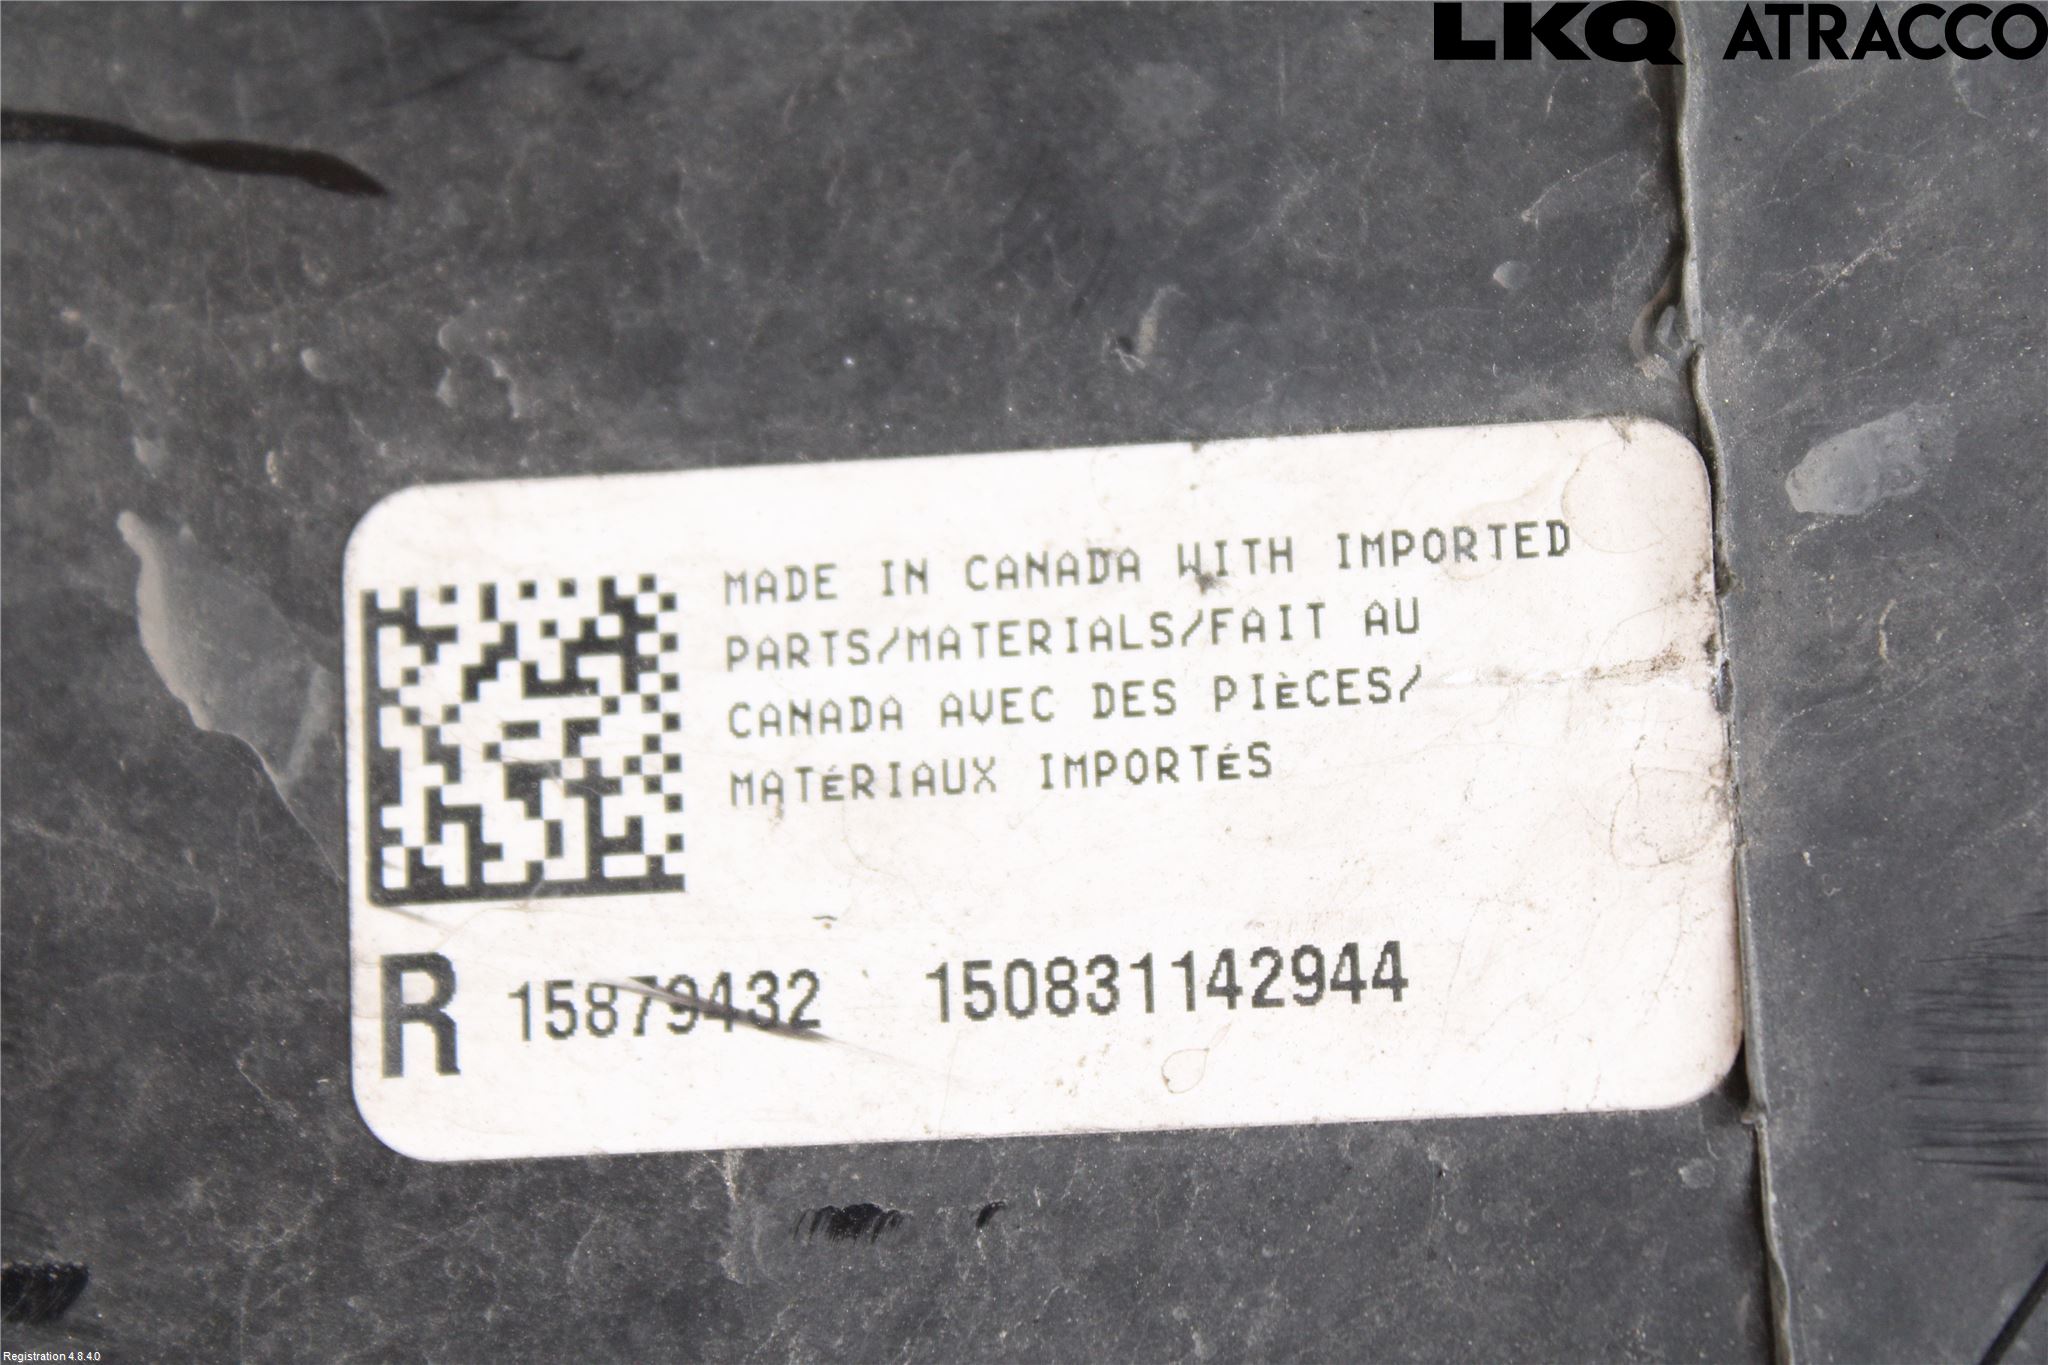 LKQ ATRACCO
MADE IN CANADA WITH IMPORTED
PARTS/MATERIALS/FAIT AU
CANADA AVEC DES PIÈCES/
MATÉRIAUX IMPORTÉS
R 15879432 150831142944
Registration 4.8.4.0